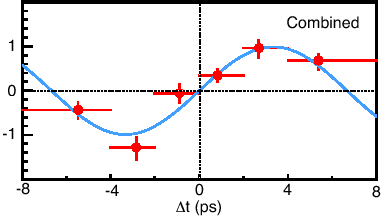 Combined
1
0
-1
-8 -4 0 4 8
Δt (ps)